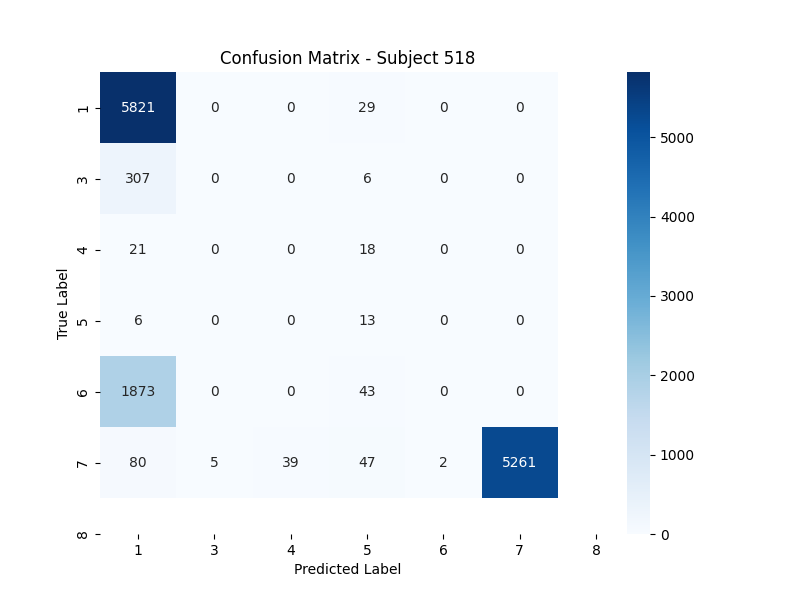 Confusion Matrix - Subject 518
1 5821 0 0 29 0 0
3 307 0 0 6 0 0
4 21 0 0 18 0 0
5 6 0 0 13 0 0
6 1873 0 0 43 0 0
7 80 5 39 47 2 5261
8
1 3 4 5 6 7 8
Predicted Label
True Label
5000
4000
3000
2000
1000
0